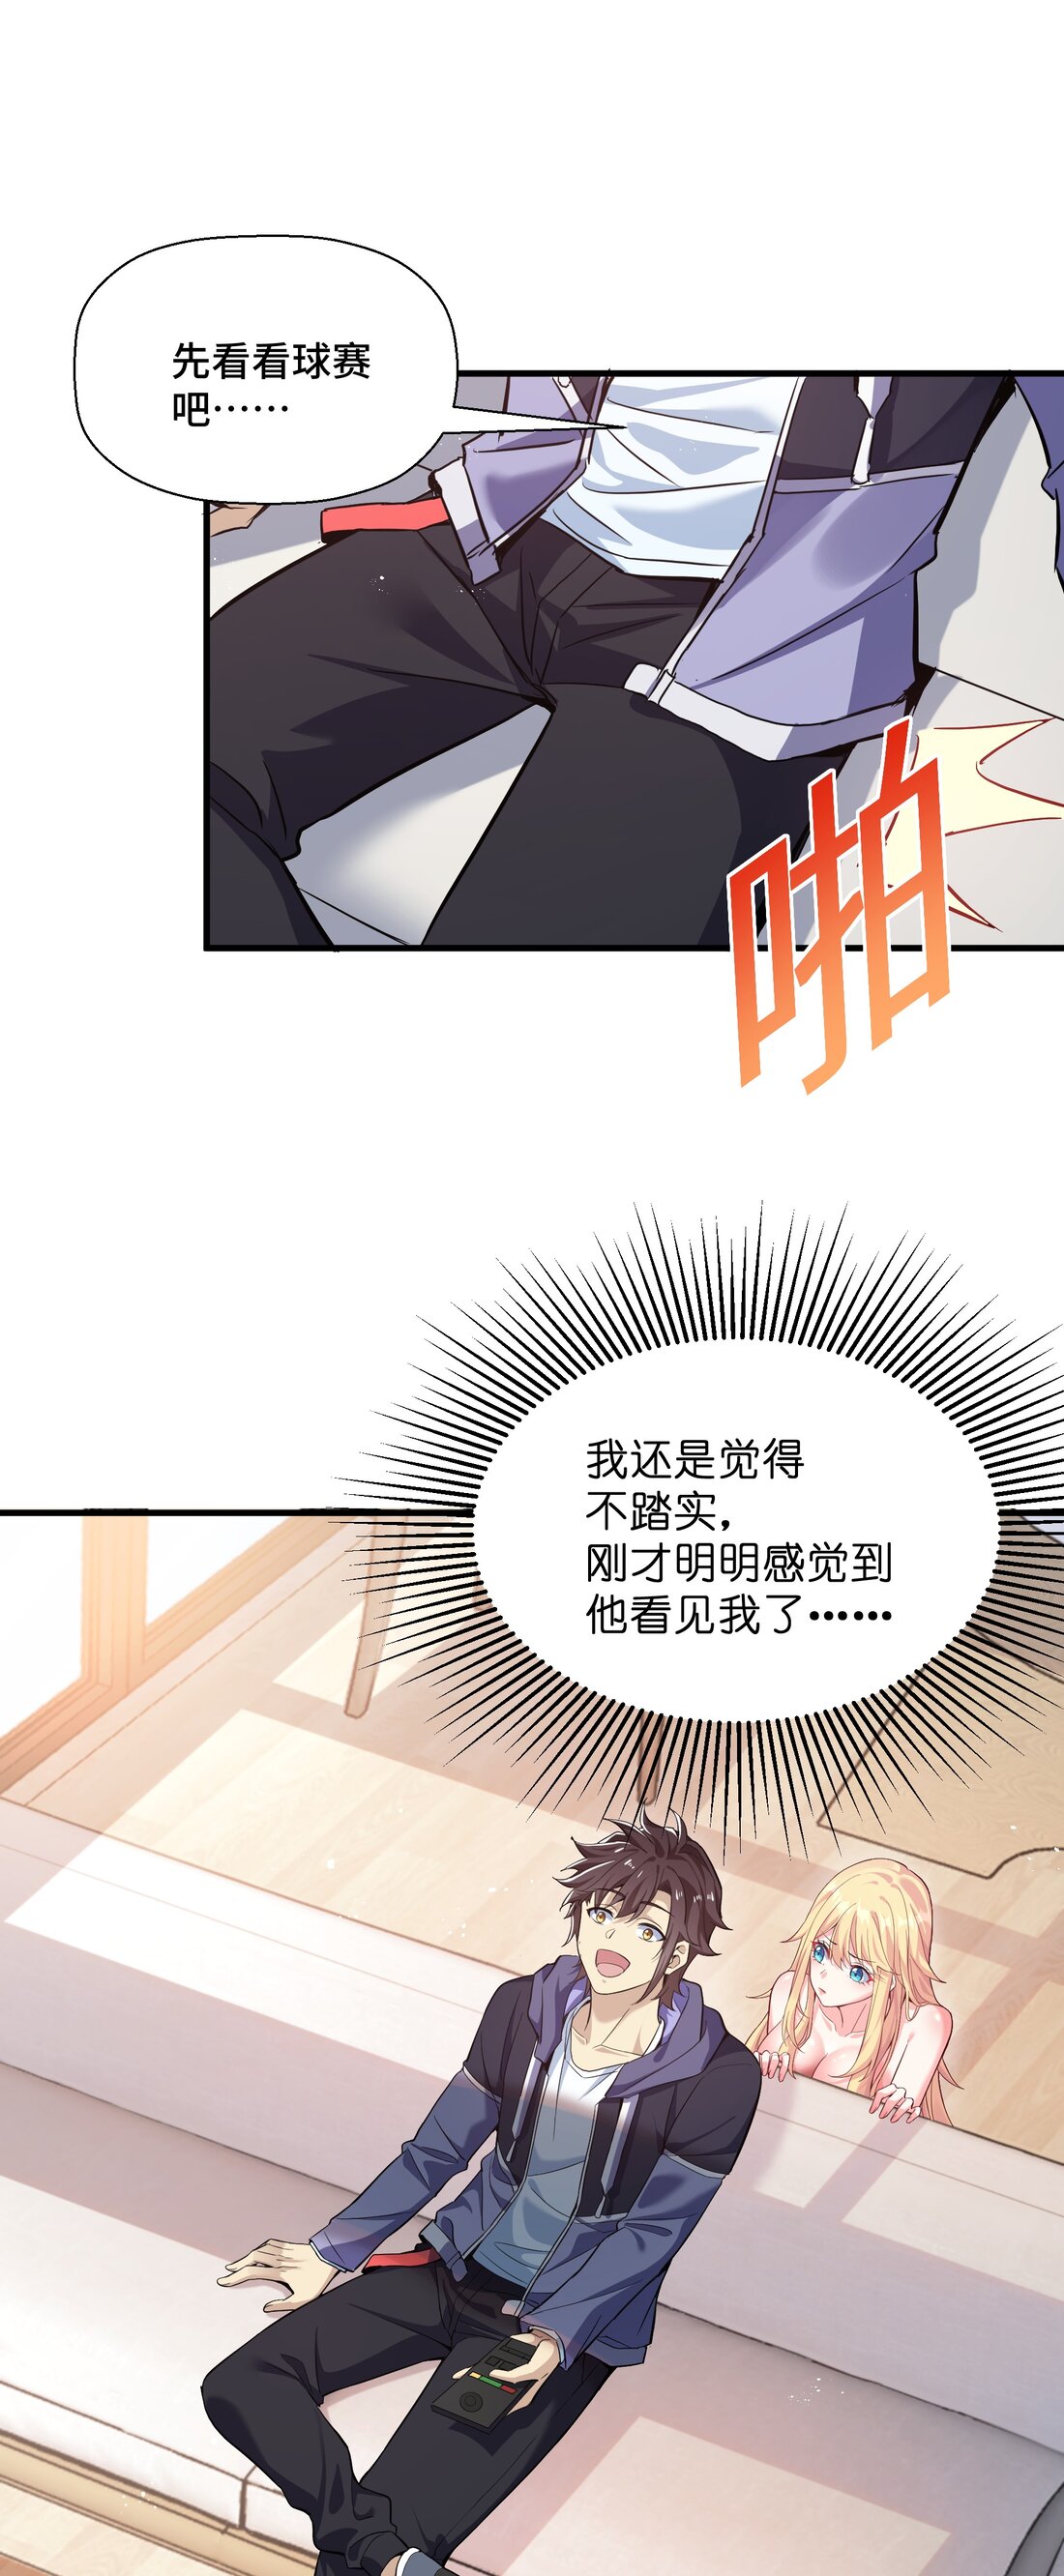 先看看球赛
吧……
啪
我还是觉得
不踏实，
刚才明明感觉到
他看见我了……